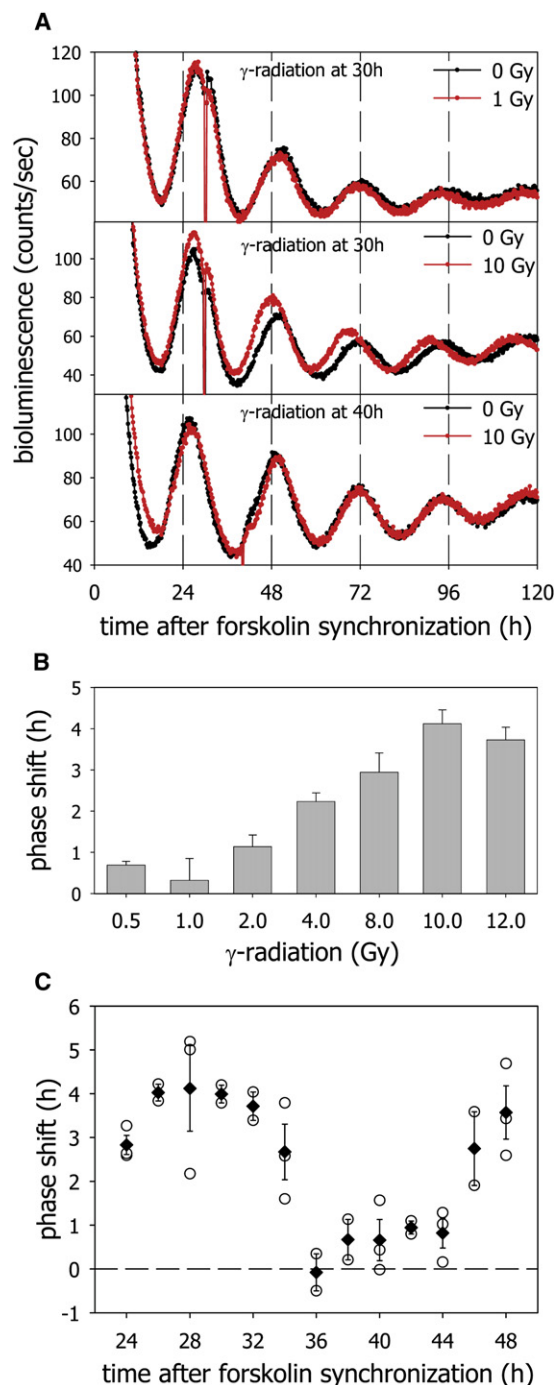 A
γ-radiation at 30h
0 Gy
1 Gy
120
100
80
60
γ-radiation at 30h
0 Gy
10 Gy
100
80
60
40
γ-radiation at 40h
0 Gy
10 Gy
100
80
60
40
bioluminescence (counts/sec)
0 24 48 72 96 120
time after forskolin synchronization (h)
B
5
4
3
2
1
0
phase shift (h)
0.5 1.0 2.0 4.0 8.0 10.0 12.0
γ-radiation (Gy)
C
6
5
4
3
2
1
0
-1
phase shift (h)
24 28 32 36 40 44 48
time after forskolin synchronization (h)